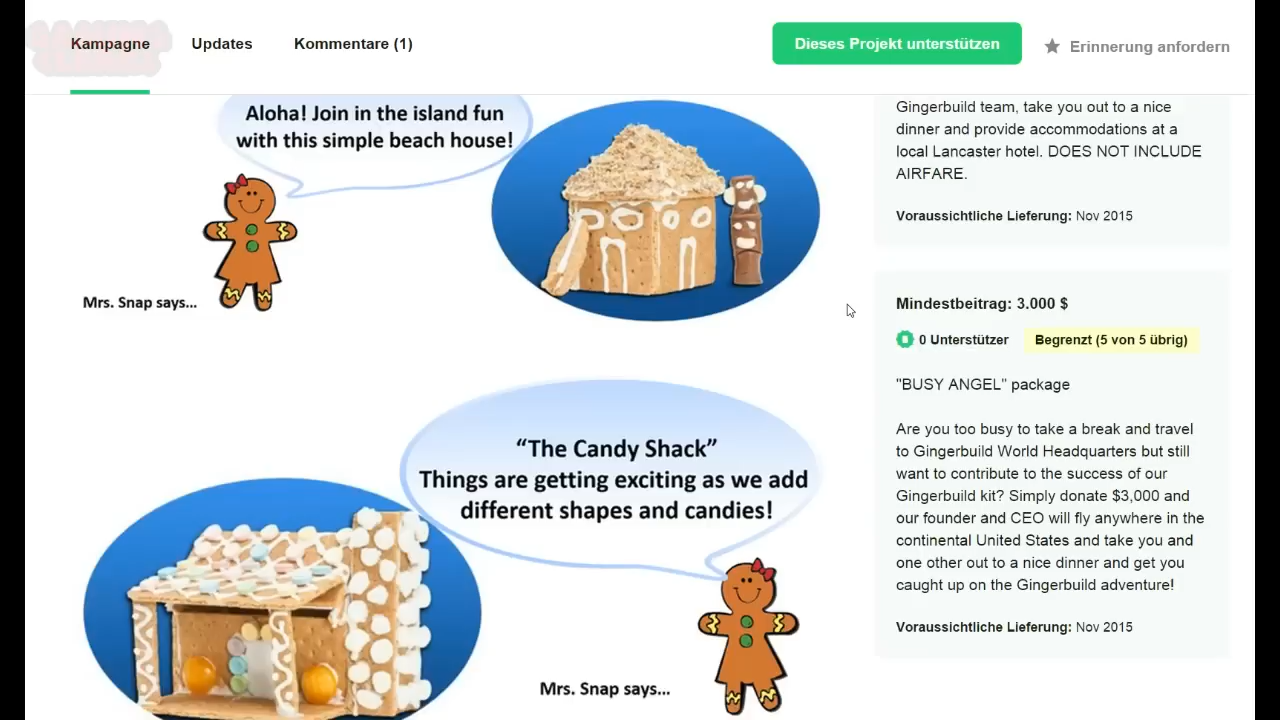 Kampagne
Updates
Kommentare (1)
Dieses Projekt unterstützen
Erinnerung anfordern
Aloha! Join in the island fun
with this simple beach house!
Mrs. Snap says...
“The Candy Shack”
Things are getting exciting as we add
different shapes and candies!
Mrs. Snap says...
Gingerbuild team, take you out to a nice
dinner and provide accommodations at a
local Lancaster hotel. DOES NOT INCLUDE
AIRFARE.
Voraussichtliche Lieferung: Nov 2015
Mindestbeitrag: 3.000 $
0 Unterstützer
Begrenzt (5 von 5 übrig)
"BUSY ANGEL" package
Are you too busy to take a break and travel
to Gingerbuild World Headquarters but still
want to contribute to the success of our
Gingerbuild kit? Simply donate $3,000 and
our founder and CEO will fly anywhere in the
continental United States and take you and
one other out to a nice dinner and get you
caught up on the Gingerbuild adventure!
Voraussichtliche Lieferung: Nov 2015